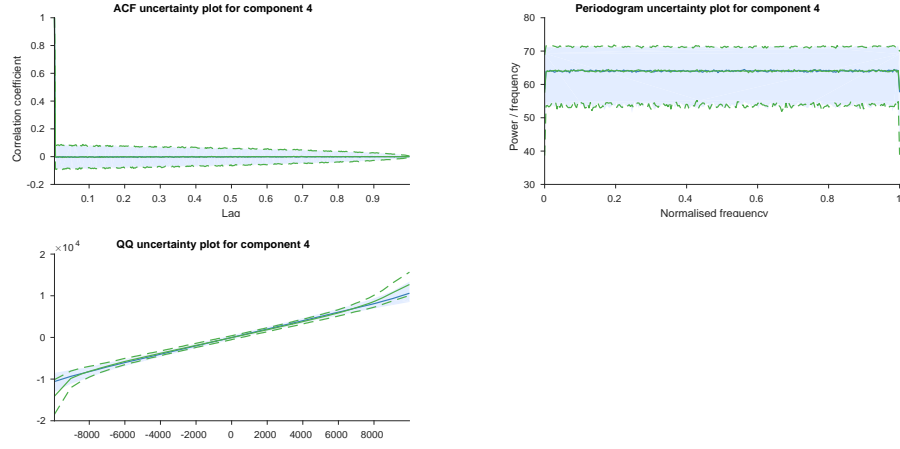 ACF uncertainty plot for component 4
1
0.8
0.6
0.4
0.2
0
-0.2
Correlation coefficient
0.1 0.2 0.3 0.4 0.5 0.6 0.7 0.8 0.9
Lag
Periodogram uncertainty plot for component 4
80
70
60
50
40
30
Power / frequency
0 0.2 0.4 0.6 0.8 1
Normalised frequency
QQ uncertainty plot for component 4
×10 4
2
1
0
-1
-2
-8000 -6000 -4000 -2000 0 2000 4000 6000 8000